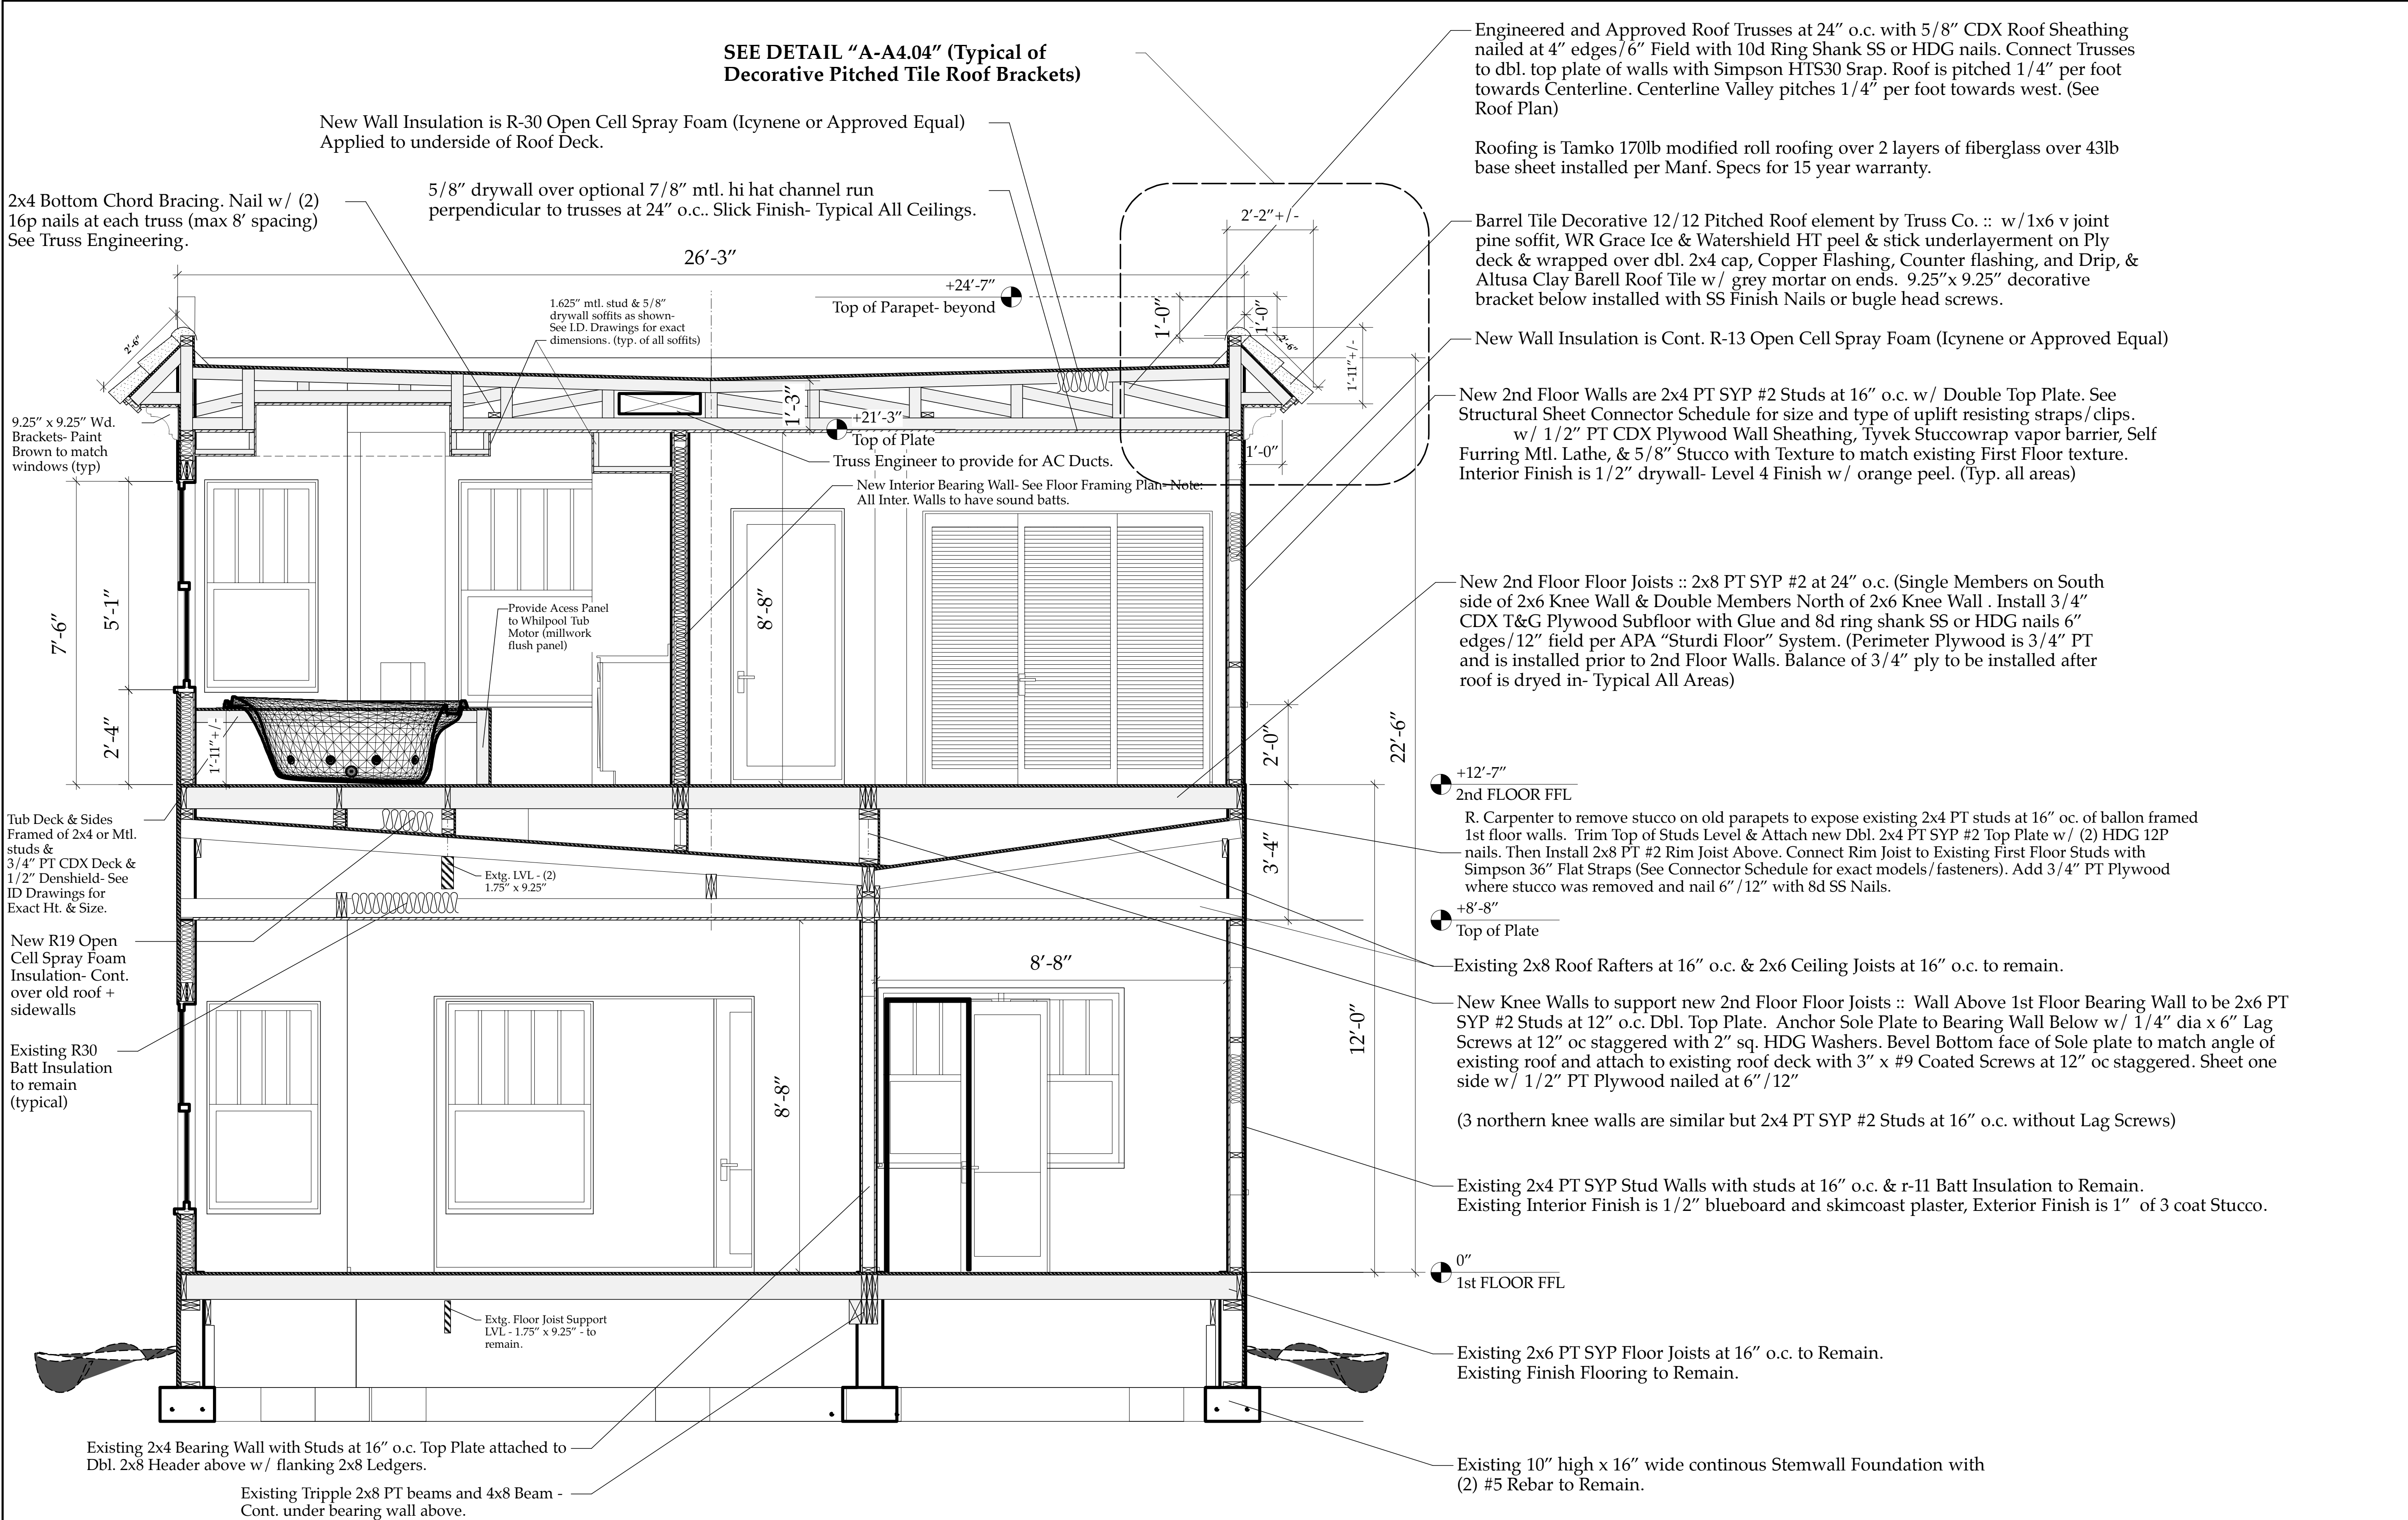 SEE DETAIL “A-A4.04” (Typical of
Decorative Pitched Tile Roof Brackets)
New Wall Insulation is R-30 Open Cell Spray Foam (Icynene or Approved Equal)
Applied to underside of Roof Deck.
5/8” drywall over optional 7/8” mtl. hi hat channel run
perpendicular to trusses at 24” o.c.. Slick Finish- Typical All Ceilings.
2x4 Bottom Chord Bracing. Nail w/ (2)
16p nails at each truss (max 8’ spacing)
See Truss Engineering.
26’-3”
+24’-7”
Top of Parapet- beyond
1.625” mtl. stud & 5/8”
drywall soffits as shown-
See I.D. Drawings for exact
dimensions. (typ. of all soffits)
2’-2”+/-
1’-0”
1’-0”
2’-6”
2’-6”
1’-11”+/-
1’-0”
1’-3”
+21’-3”
Top of Plate
Truss Engineer to provide for AC Ducts.
New Interior Bearing Wall- See Floor Framing Plan- Note:
All Inter. Walls to have sound batts.
9.25” x 9.25” Wd.
Brackets- Paint
Brown to match
windows (typ)
7’-6”
5’-1”
2’-4”
1’-11”+/-
8’-8”
Provide Acess Panel
to Whilpool Tub
Motor (millwork
flush panel)
2’-0”
22’-6”
3’-4”
12’-0”
Tub Deck & Sides
Framed of 2x4 or Mtl.
studs &
3/4” PT CDX Deck &
1/2” Denshield- See
ID Drawings for
Exact Ht. & Size.
New R19 Open
Cell Spray Foam
Insulation- Cont.
over old roof +
sidewalls
Existing R30
Batt Insulation
to remain
(typical)
Extg. LVL - (2)
1.75” x 9.25”
8’-8”
8’-8”
Extg. Floor Joist Support
LVL - 1.75” x 9.25” - to
remain.
Existing 2x4 Bearing Wall with Studs at 16” o.c. Top Plate attached to
Dbl. 2x8 Header above w/ flanking 2x8 Ledgers.
Existing Tripple 2x8 PT beams and 4x8 Beam -
Cont. under bearing wall above.
Engineered and Approved Roof Trusses at 24” o.c. with 5/8” CDX Roof Sheathing
nailed at 4” edges/6” Field with 10d Ring Shank SS or HDG nails. Connect Trusses
to dbl. top plate of walls with Simpson HTS30 Srap. Roof is pitched 1/4” per foot
towards Centerline. Centerline Valley pitches 1/4” per foot towards west. (See
Roof Plan)
Roofing is Tamko 170lb modified roll roofing over 2 layers of fiberglass over 43lb
base sheet installed per Manf. Specs for 15 year warranty.
Barrel Tile Decorative 12/12 Pitched Roof element by Truss Co. :: w/1x6 v joint
pine soffit, WR Grace Ice & Watershield HT peel & stick underlayerment on Ply
deck & wrapped over dbl. 2x4 cap, Copper Flashing, Counter flashing, and Drip, &
Altusa Clay Barell Roof Tile w/ grey mortar on ends. 9.25”x 9.25” decorative
bracket below installed with SS Finish Nails or bugle head screws.
New Wall Insulation is Cont. R-13 Open Cell Spray Foam (Icynene or Approved Equal)
New 2nd Floor Walls are 2x4 PT SYP #2 Studs at 16” o.c. w/ Double Top Plate. See
Structural Sheet Connector Schedule for size and type of uplift resisting straps/clips.
w/ 1/2” PT CDX Plywood Wall Sheathing, Tyvek Stuccowrap vapor barrier, Self
Furring Mtl. Lathe, & 5/8” Stucco with Texture to match existing First Floor texture.
Interior Finish is 1/2” drywall- Level 4 Finish w/ orange peel. (Typ. all areas)
New 2nd Floor Floor Joists :: 2x8 PT SYP #2 at 24” o.c. (Single Members on South
side of 2x6 Knee Wall & Double Members North of 2x6 Knee Wall . Install 3/4”
CDX T&G Plywood Subfloor with Glue and 8d ring shank SS or HDG nails 6”
edges/12” field per APA “Sturdi Floor” System. (Perimeter Plywood is 3/4” PT
and is installed prior to 2nd Floor Walls. Balance of 3/4” ply to be installed after
roof is dryed in- Typical All Areas)
+12’-7”
2nd FLOOR FFL
R. Carpenter to remove stucco on old parapets to expose existing 2x4 PT studs at 16” oc. of ballon framed
1st floor walls. Trim Top of Studs Level & Attach new Dbl. 2x4 PT SYP #2 Top Plate w/ (2) HDG 12P
nails. Then Install 2x8 PT #2 Rim Joist Above. Connect Rim Joist to Existing First Floor Studs with
Simpson 36” Flat Straps (See Connector Schedule for exact models/fasteners). Add 3/4” PT Plywood
where stucco was removed and nail 6”/12” with 8d SS Nails.
+8’-8”
Top of Plate
Existing 2x8 Roof Rafters at 16” o.c. & 2x6 Ceiling Joists at 16” o.c. to remain.
New Knee Walls to support new 2nd Floor Floor Joists :: Wall Above 1st Floor Bearing Wall to be 2x6 PT
SYP #2 Studs at 12” o.c. Dbl. Top Plate. Anchor Sole Plate to Bearing Wall Below w/ 1/4” dia x 6” Lag
Screws at 12” oc staggered with 2” sq. HDG Washers. Bevel Bottom face of Sole plate to match angle of
existing roof and attach to existing roof deck with 3” x #9 Coated Screws at 12” oc staggered. Sheet one
side w/ 1/2” PT Plywood nailed at 6”/12”
(3 northern knee walls are similar but 2x4 PT SYP #2 Studs at 16” o.c. without Lag Screws)
Existing 2x4 PT SYP Stud Walls with studs at 16” o.c. & r-11 Batt Insulation to Remain.
Existing Interior Finish is 1/2” blueboard and skimcoast plaster, Exterior Finish is 1” of 3 coat Stucco.
0”
1st FLOOR FFL
Existing 2x6 PT SYP Floor Joists at 16” o.c. to Remain.
Existing Finish Flooring to Remain.
Existing 10” high x 16” wide continous Stemwall Foundation with
(2) #5 Rebar to Remain.